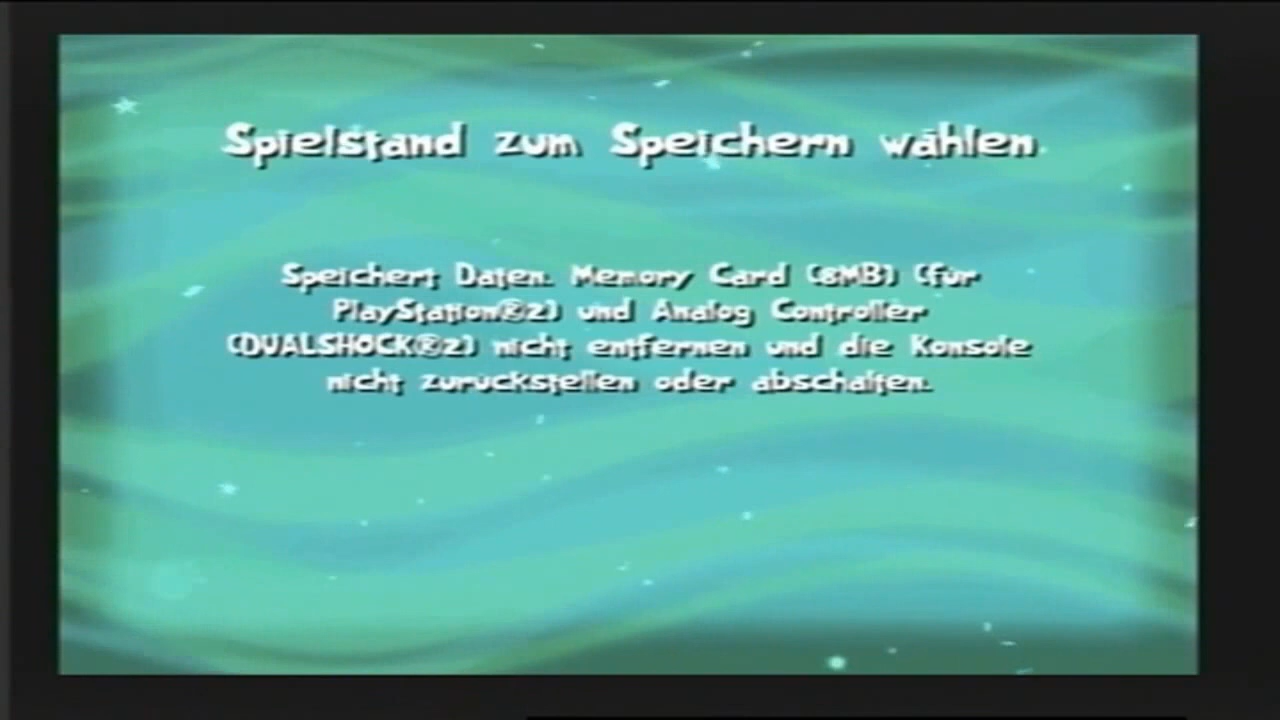 Spielstand zum Speichern wählen
Speichert Daten. Memory Card (8MB) (für
PlayStation®2) und Analog Controller
(DUALSHOCK®2) nicht entfernen und die Konsole
nicht zurückstellen oder abschalten.